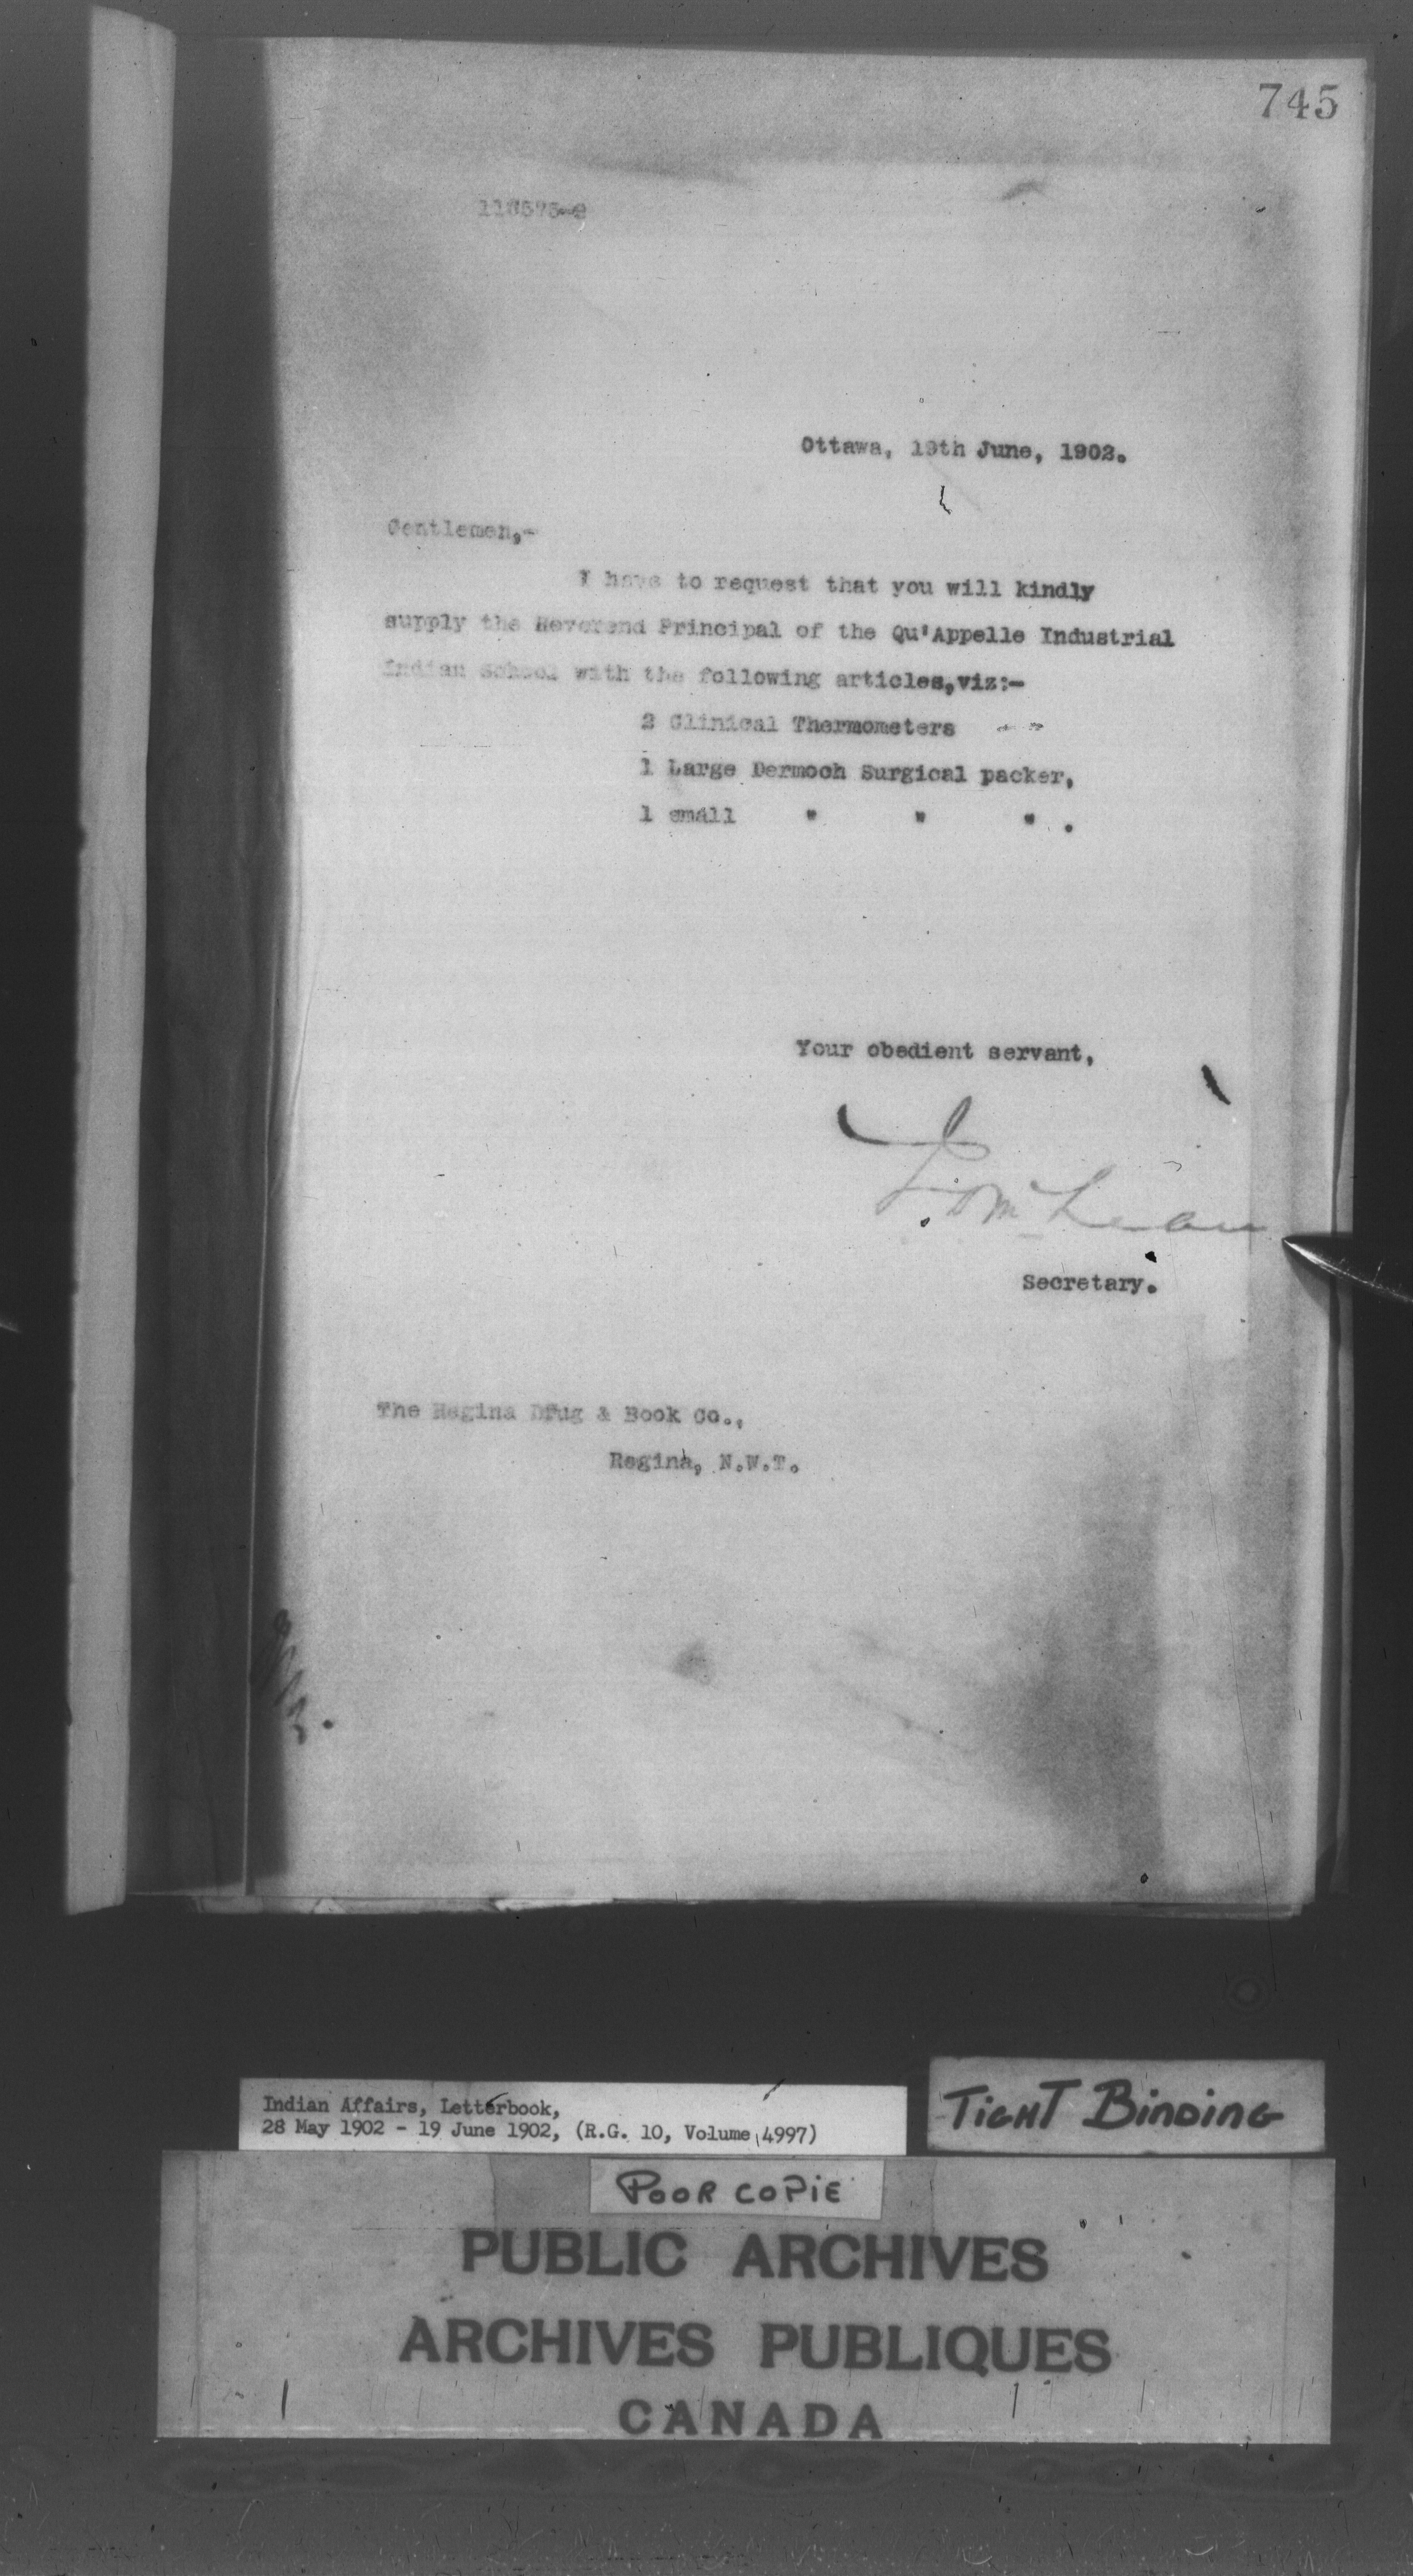 745
Ottawa, 19th June, 1902.
Gentlemen,-
I have to request that you will kindly
supply the Reverend Principal of the Qu'Appelle Industrial
Indian School with the following articles,viz:-
2 Clinical Thermometers - -
1 Large Dermoch Surgical packer,
1 small " " " .
Your obedient servant,
J.D. McLean
Secretary.
The Regina Drug & Book Co.,
Regina, N.W.T.
Indian Affairs, Letterbook,
28 May 1902 - 19 June 1902, (R.G. 10, Volume 4997)
TIGHT BINDING
POOR COPIE
PUBLIC ARCHIVES
ARCHIVES PUBLIQUES
CANADA